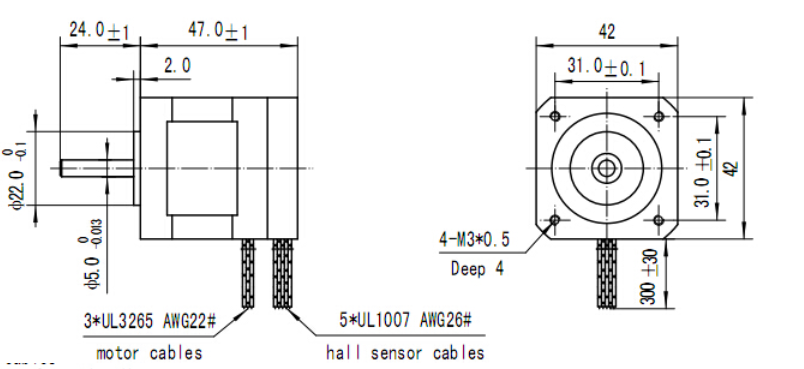 24.0±1
47.0±1
2.0
42
31.0±0.1
ϕ22.0 0 -0.1
ϕ5.0 0 -0.013
31.0 ±0.1
42
4-M3*0.5
Deep 4
300 ±30
3*UL3265 AWG22#
motor cables
5*UL1007 AWG26#
hall sensor cables